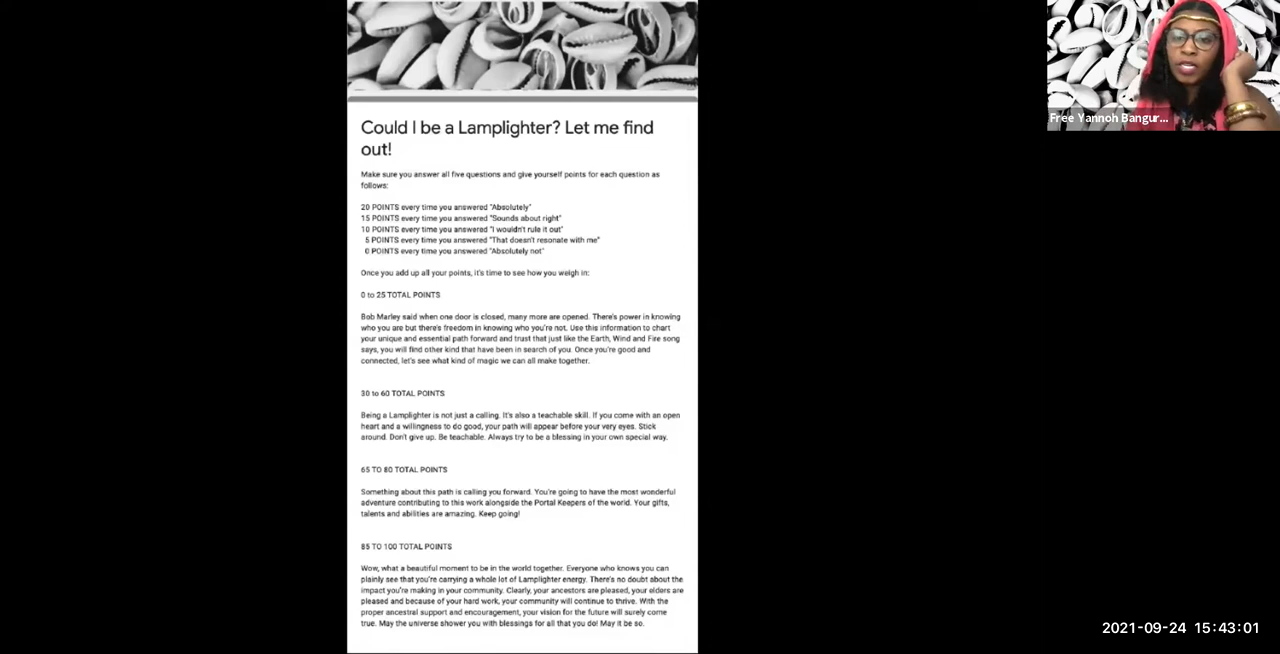 Could I be a Lamplighter? Let me find
out!
Make sure you answer all five questions and give yourself points for each question as
follows:
20 POINTS every time you answered "Absolutely"
15 POINTS every time you answered "Sounds about right"
10 POINTS every time you answered "I wouldn't rule it out"
5 POINTS every time you answered "That doesn't resonate with me"
0 POINTS every time you answered "Absolutely not"
Once you add up all your points, it's time to see how you weigh in:
0 to 25 TOTAL POINTS
Bob Marley said when one door is closed, many more are opened. There's power in knowing
who you are but there's freedom in knowing who you're not. Use this information to chart
your unique and essential path forward and trust that just like the Earth, Wind and Fire song
says, you will find other kind that have been in search of you. Once you're good and
connected, let's see what kind of magic we can all make together.
30 to 60 TOTAL POINTS
Being a Lamplighter is not just a calling. It's also a teachable skill. If you come with an open
heart and a willingness to do good, your path will appear before your very eyes. Stick
around. Don't give up. Be teachable. Always try to be a blessing in your own special way.
65 TO 80 TOTAL POINTS
Something about this path is calling you forward. You're going to have the most wonderful
adventure contributing to this work alongside the Portal Keepers of the world. Your gifts,
talents and abilities are amazing. Keep going!
85 TO 100 TOTAL POINTS
Wow, what a beautiful moment to be in the world together. Everyone who knows you can
plainly see that you're carrying a whole lot of Lamplighter energy. There's no doubt about the
impact you're making in your community. Clearly, your ancestors are pleased, your elders are
pleased and because of your hard work, your community will continue to thrive. With the
proper ancestral support and encouragement, your vision for the future will surely come
true. May the universe shower you with blessings for all that you do! May it be so.
Free Yannoh Bangur...
2021-09-24 15:43:01